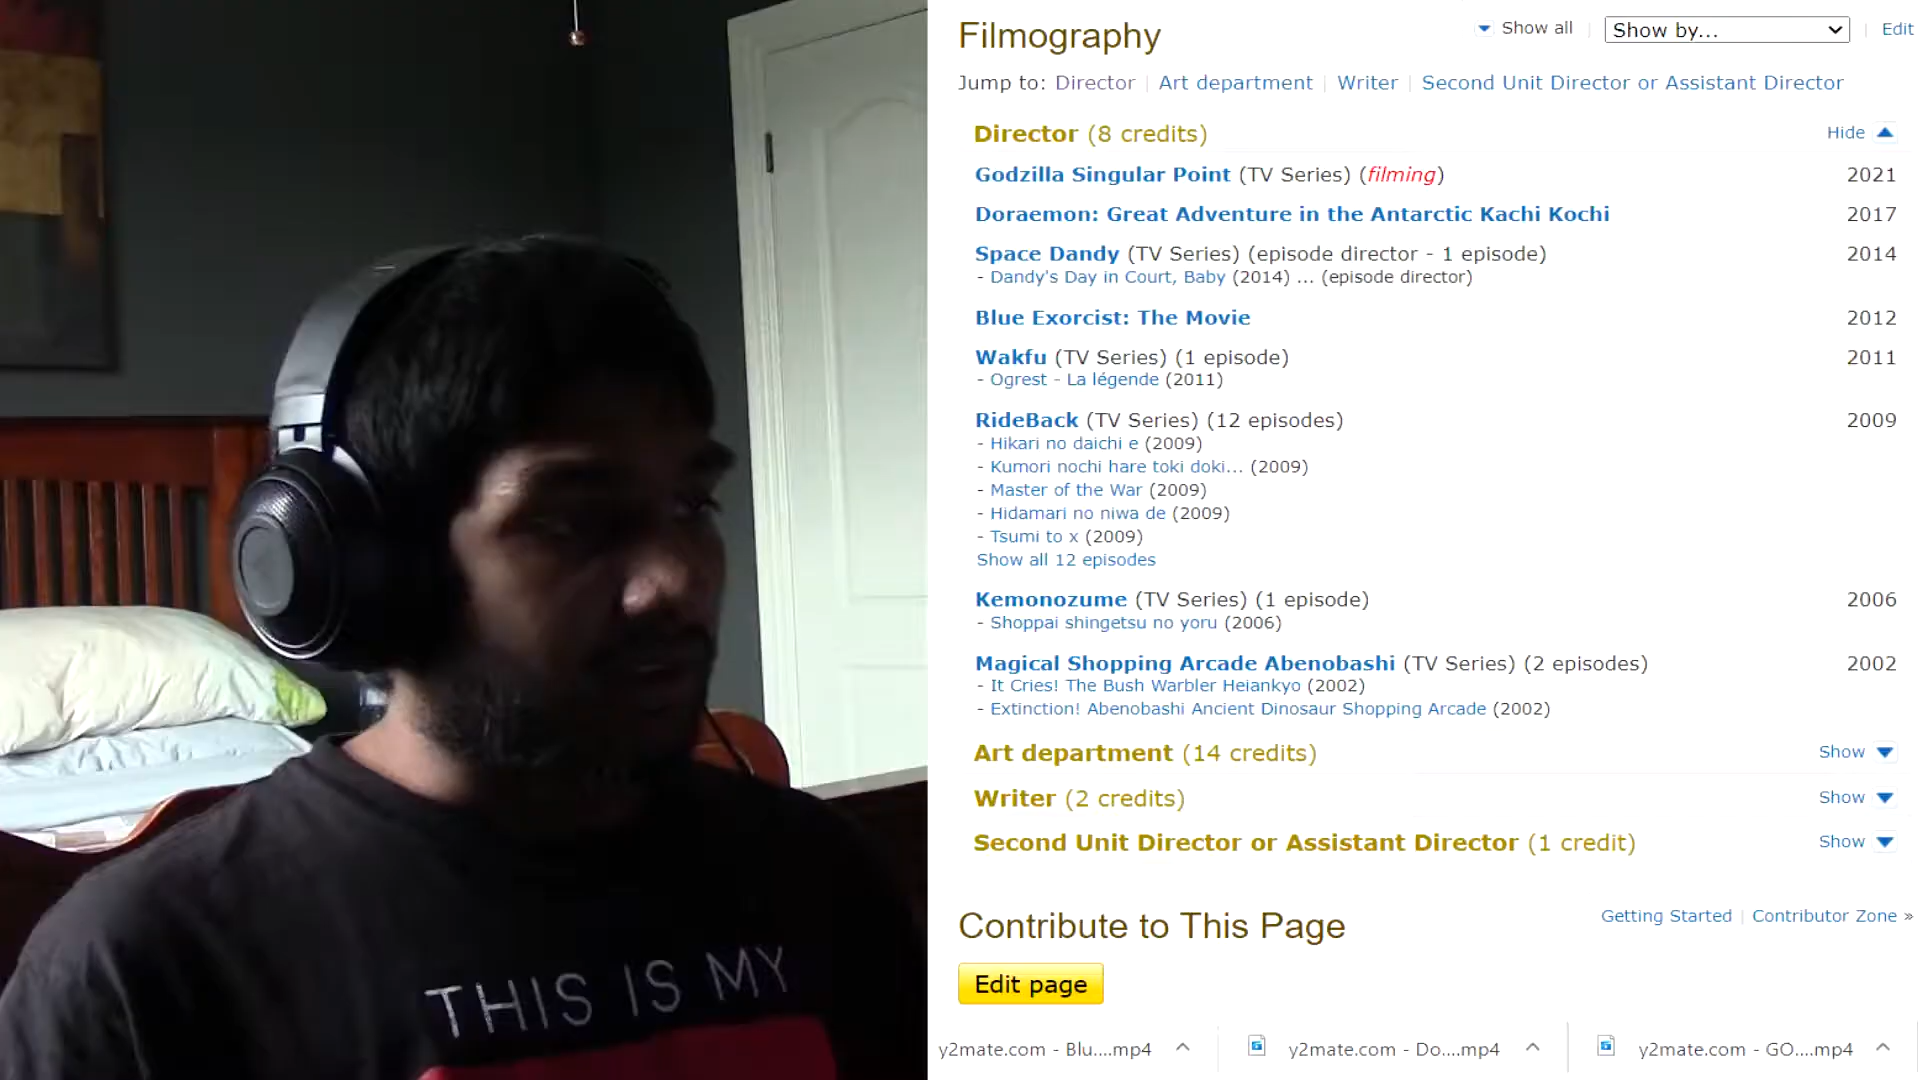 Filmography
Show all
Show by...
Edit
Jump to: Director | Art department | Writer | Second Unit Director or Assistant Director
Director (8 credits)
Hide
Godzilla Singular Point (TV Series) (filming) 2021
Doraemon: Great Adventure in the Antarctic Kachi Kochi 2017
Space Dandy (TV Series) (episode director - 1 episode) 2014
- Dandy's Day in Court, Baby (2014) ... (episode director)
Blue Exorcist: The Movie 2012
Wakfu (TV Series) (1 episode) 2011
- Ogrest - La légende (2011)
RideBack (TV Series) (12 episodes) 2009
- Hikari no daichi e (2009)
- Kumori nochi hare toki doki... (2009)
- Master of the War (2009)
- Hidamari no niwa de (2009)
- Tsumi to x (2009)
Show all 12 episodes
Kemonozume (TV Series) (1 episode) 2006
- Shoppai shingetsu no yoru (2006)
Magical Shopping Arcade Abenobashi (TV Series) (2 episodes) 2002
- It Cries! The Bush Warbler Heiankyo (2002)
- Extinction! Abenobashi Ancient Dinosaur Shopping Arcade (2002)
Art department (14 credits) Show
Writer (2 credits) Show
Second Unit Director or Assistant Director (1 credit) Show
Contribute to This Page
Getting Started | Contributor Zone »
Edit page
y2mate.com - Blu....mp4
y2mate.com - Do....mp4
y2mate.com - GO....mp4
THIS IS MY